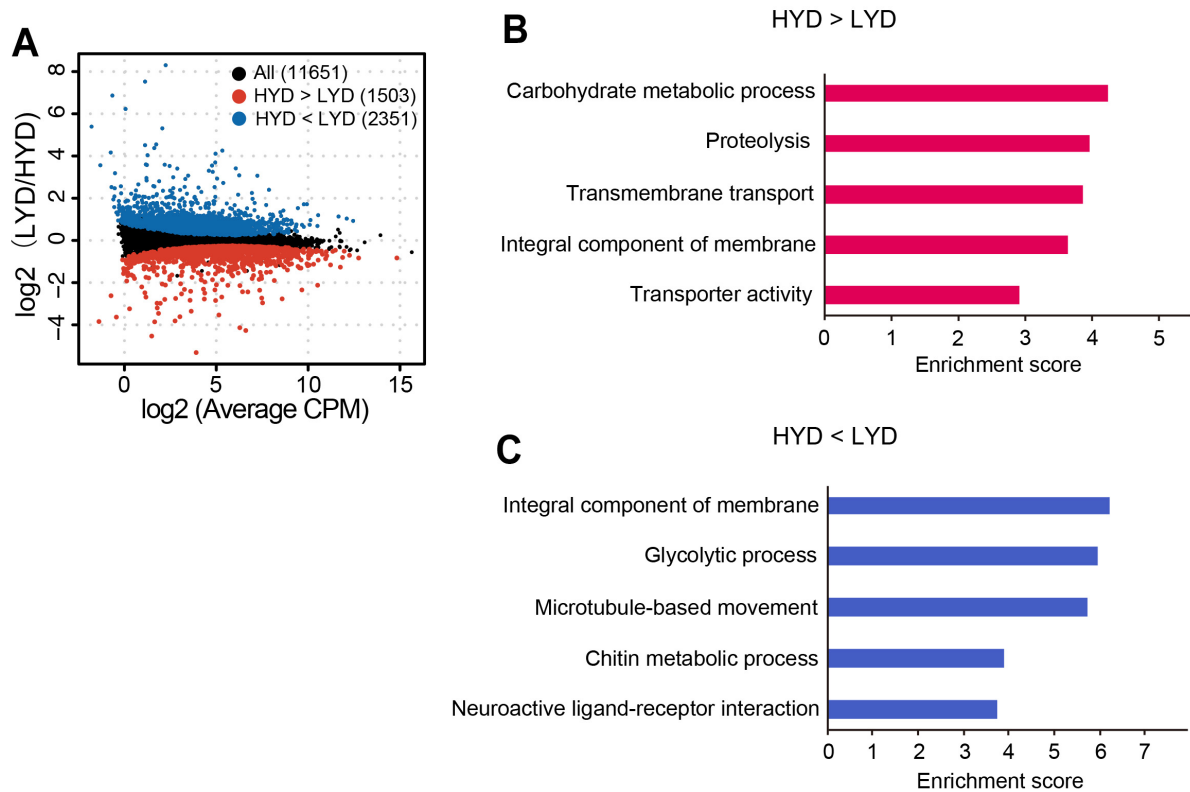 A
8
6
4
2
0
−2
−4
log2 (LYD/HYD)
All (11651)
HYD > LYD (1503)
HYD < LYD (2351)
0 5 10 15
log2 (Average CPM)
B
HYD > LYD
Carbohydrate metabolic process
Proteolysis
Transmembrane transport
Integral component of membrane
Transporter activity
0 1 2 3 4 5
Enrichment score
C
HYD < LYD
Integral component of membrane
Glycolytic process
Microtubule-based movement
Chitin metabolic process
Neuroactive ligand-receptor interaction
0 1 2 3 4 5 6 7
Enrichment score